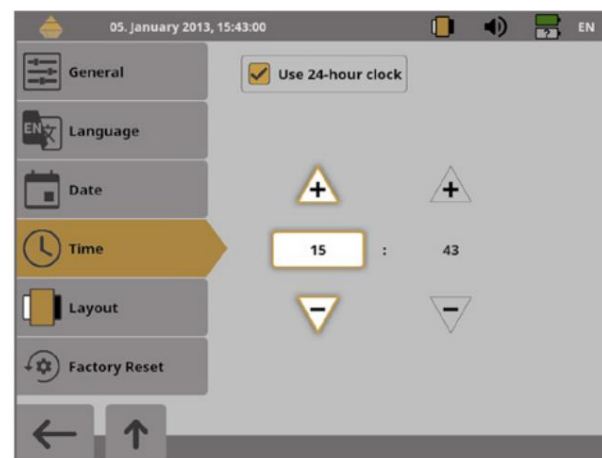 05. January 2013, 15:43:00
?
EN
General
Use 24-hour clock
EN
Language
Date
+ +
Time
15 : 43
Layout
- -
Factory Reset